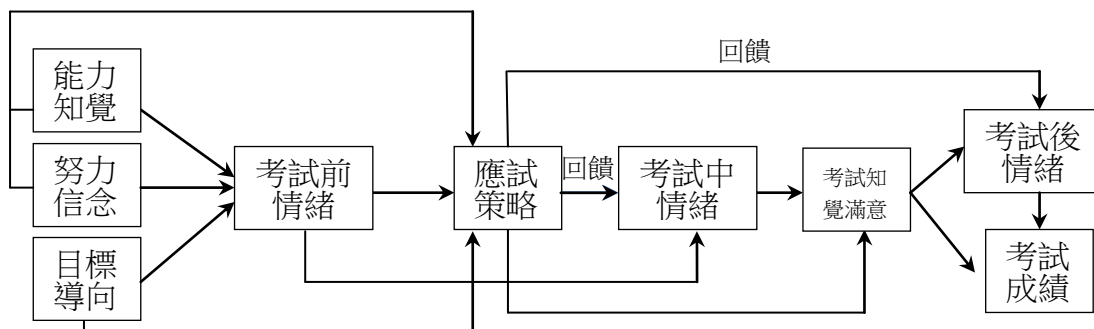 回饋
能力
知覺
努力
信念
目標
導向
考試前
情緒
應試
策略
回饋
考試中
情緒
考試知
覺滿意
考試後
情緒
考試
成績